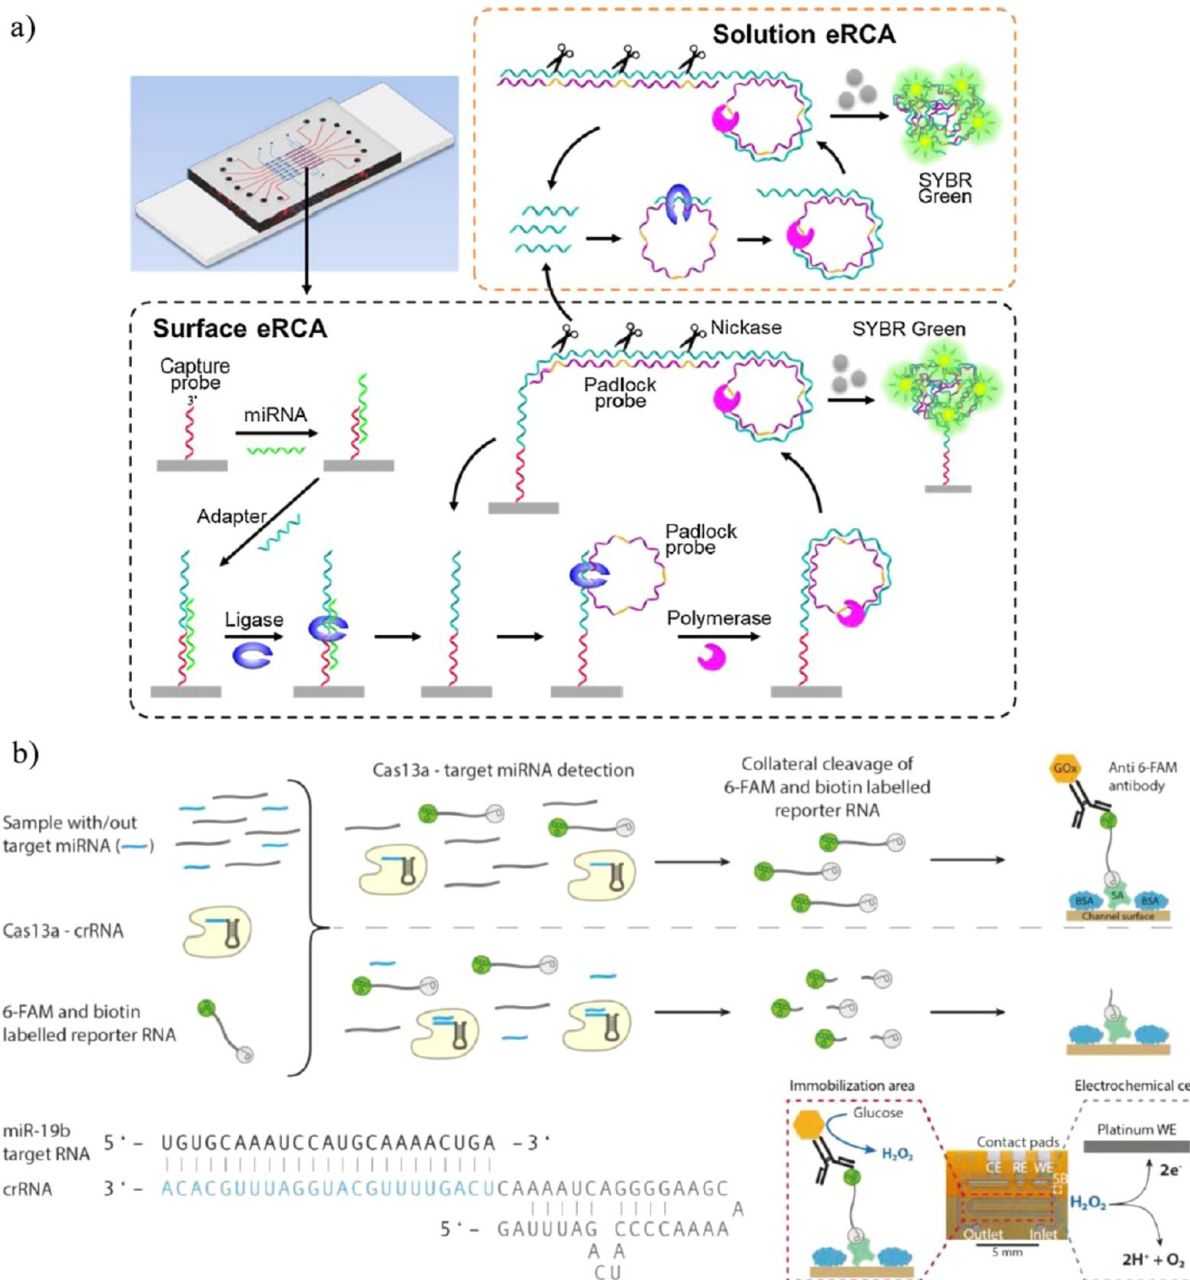 a)
Solution eRCA
SYBR
Green
Surface eRCA
Capture
probe
3'
miRNA
Adapter
Ligase
Nickase
Padlock
probe
SYBR Green
Padlock
probe
Polymerase
b)
Cas13a - target miRNA detection
Collateral cleavage of
6-FAM and biotin labelled
reporter RNA
GOx
Anti 6-FAM
antibody
Sample with/out
target miRNA ( )
BSA
SA
BSA
Channel surface
Cas13a - crRNA
6-FAM and biotin
labelled reporter RNA
miR-19b
target RNA
5'- UGUGCAAAUCCAUGCAAAACUGA -3'
crRNA
3'- ACACGUUUAGGUACGUUUUGACUCAAAAUCAGGGGAAGC
A
5'- GAUUUAG CCCCAAAA
A A
CU
Immobilization area
Glucose
H₂O₂
Contact pads
CE RE WE
SB
Outlet
Inlet
5 mm
Electrochemical ce
Platinum WE
2e⁻
H₂O₂
2H⁺ + O₂